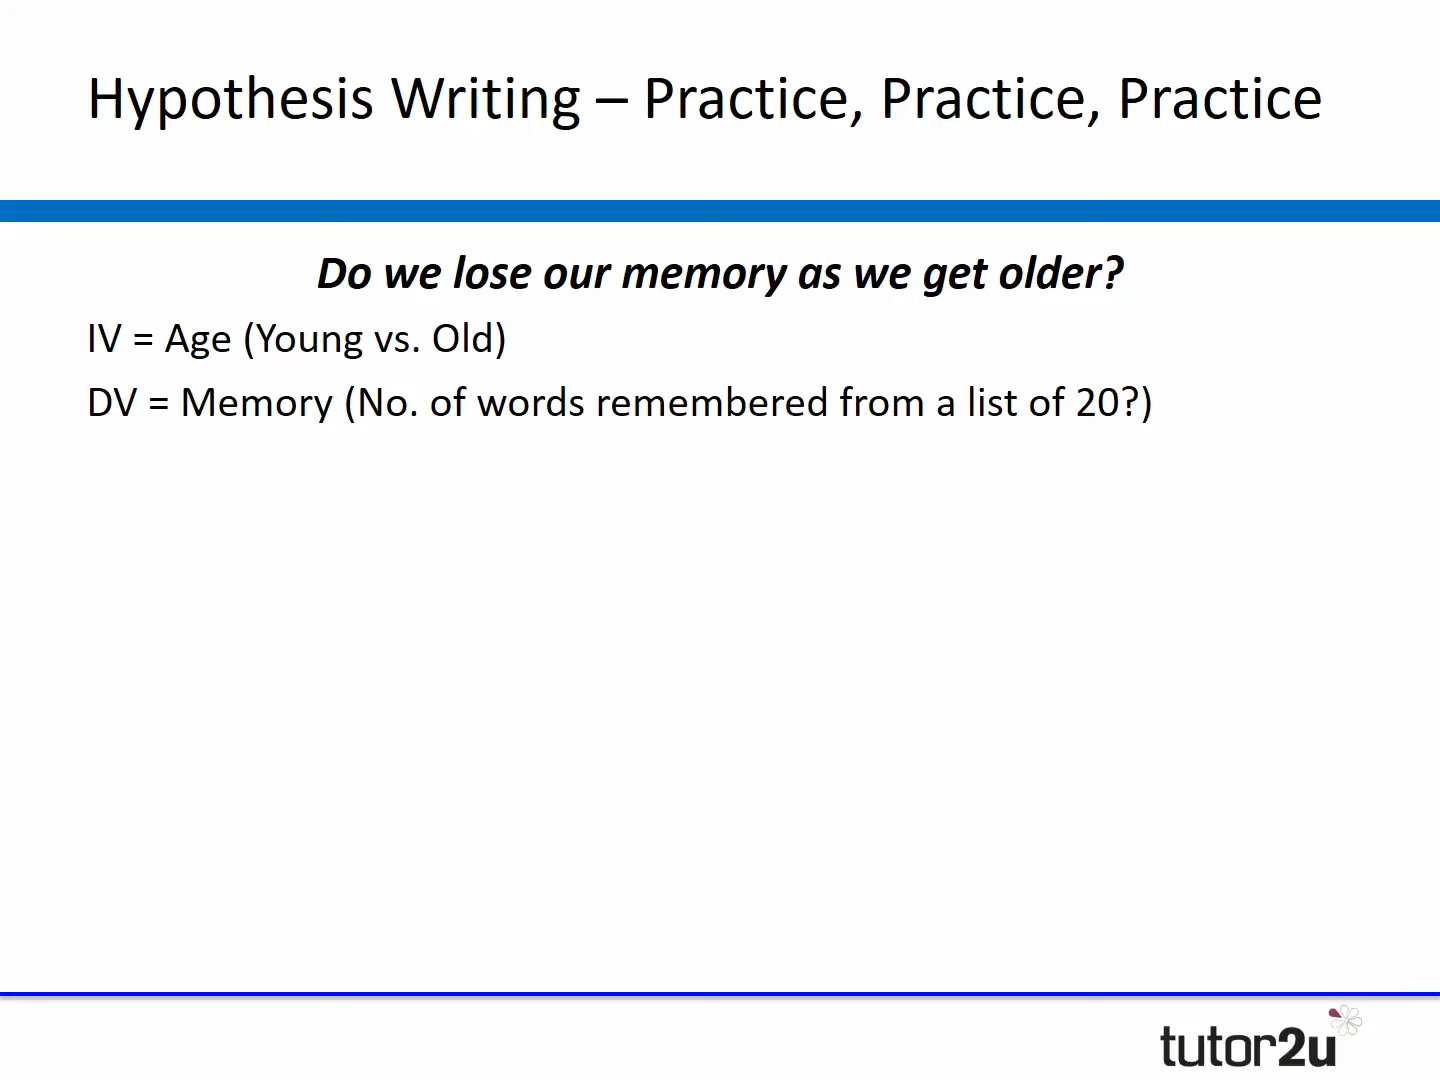 Hypothesis Writing – Practice, Practice, Practice
Do we lose our memory as we get older?
IV = Age (Young vs. Old)
DV = Memory (No. of words remembered from a list of 20?)
tutor2u